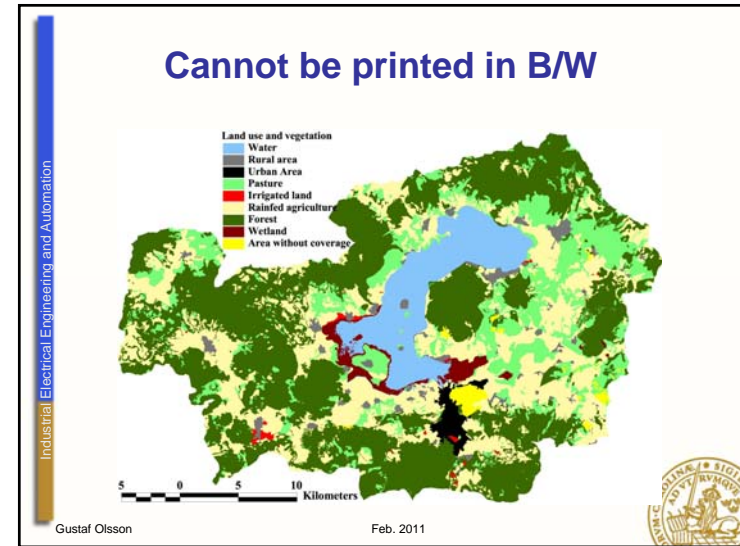 Cannot be printed in B/W
Industrial Electrical Engineering and Automation
Land use and vegetation
Water
Rural area
Urban Area
Pasture
Irrigated land
Rainfed agriculture
Forest
Wetland
Area without coverage
5 0 5 10
Kilometers
Gustaf Olsson Feb. 2011